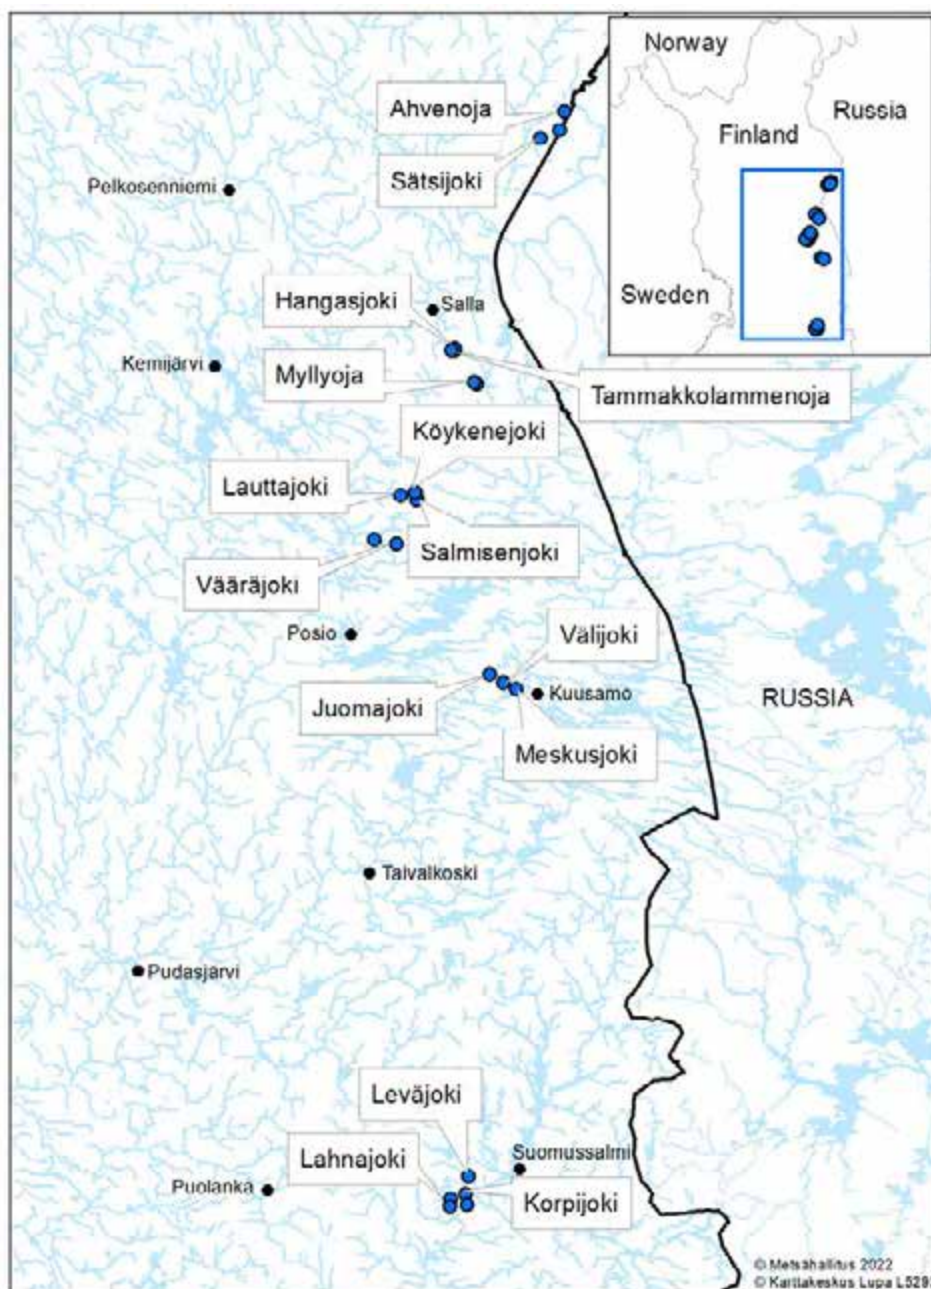 Norway
Russia
Finland
Sweden
Ahvenoja
Sätsijoki
Pelkosenniemi
Hangasjoki
Salla
Kemijärvi
Myllyoja
Tammakkolammenoja
Köykenejoki
Lauttajoki
Salmisenjoki
Vääräjoki
Posio
Välijoki
Juomajoki
Kuusamo
RUSSIA
Meskusjoki
Taivalkoski
Pudasjärvi
Leväjoki
Suomussalmi
Lahnajoki
Puolanka
Korpijoki
© Metsähallitus 2022
© Karttakeskus Lupa L529